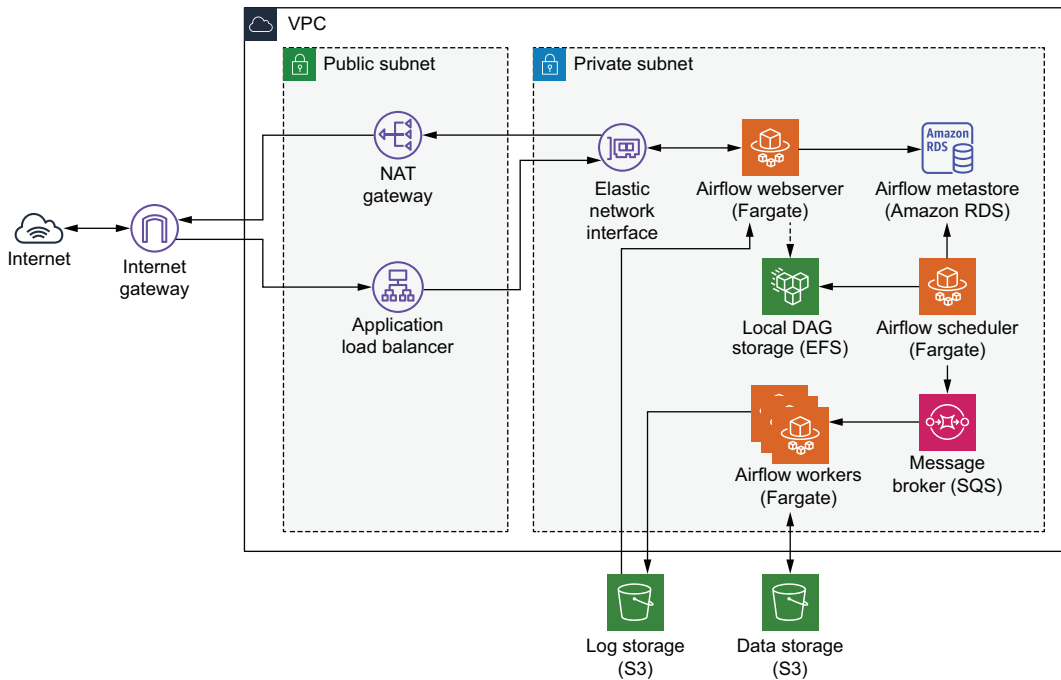 VPC
Public subnet
Private subnet
NAT
gateway
Elastic
network
interface
Airflow webserver
(Fargate)
Amazon
RDS
Airflow metastore
(Amazon RDS)
Internet
Internet
gateway
Application
load balancer
Local DAG
storage (EFS)
Airflow scheduler
(Fargate)
Airflow workers
(Fargate)
Message
broker (SQS)
Log storage
(S3)
Data storage
(S3)